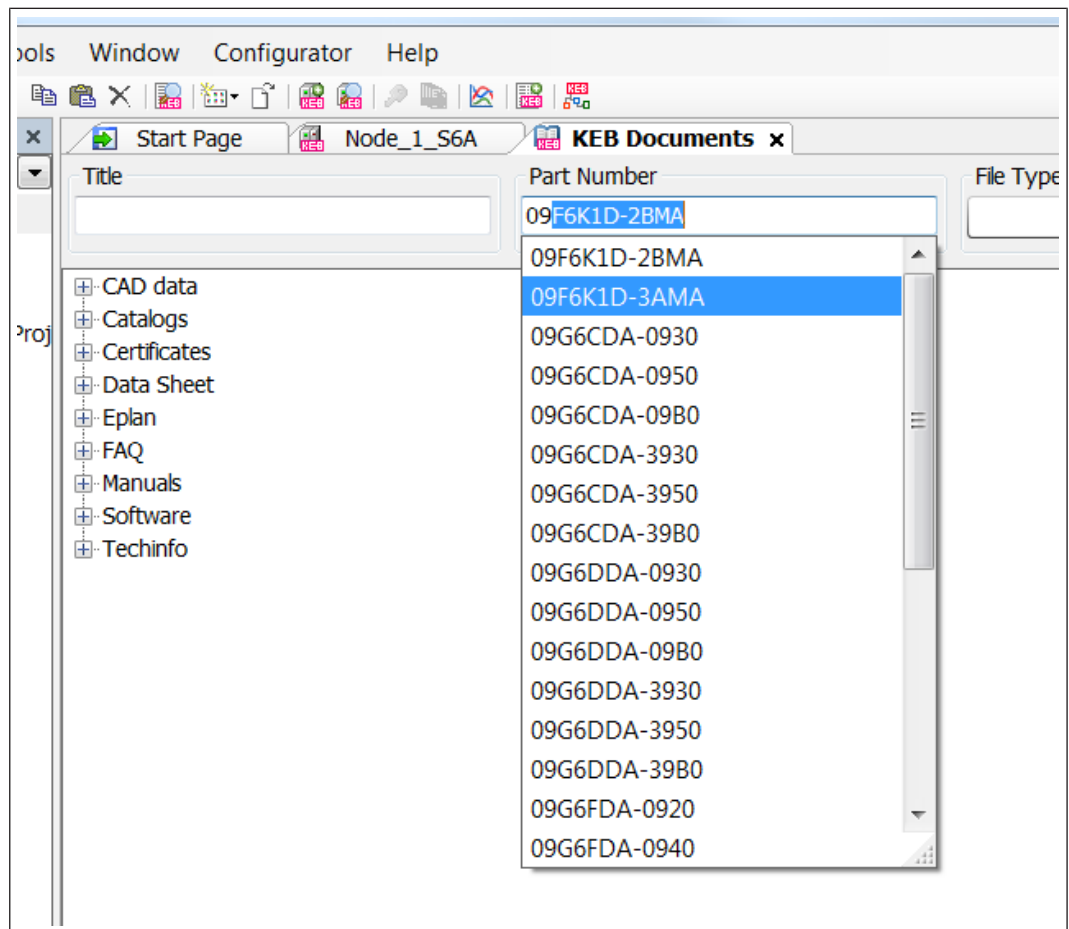 ools Window Configurator Help
Start Page Node_1_S6A KEB Documents x
Title Part Number File Type
09F6K1D-2BMA
09F6K1D-2BMA
CAD data
09F6K1D-3AMA
Catalogs
Proj
09G6CDA-0930
Certificates
Data Sheet
09G6CDA-0950
Eplan
09G6CDA-09B0
FAQ
09G6CDA-3930
Manuals
09G6CDA-3950
Software
09G6CDA-39B0
Techinfo
09G6DDA-0930
09G6DDA-0950
09G6DDA-09B0
09G6DDA-3930
09G6DDA-3950
09G6DDA-39B0
09G6FDA-0920
09G6FDA-0940